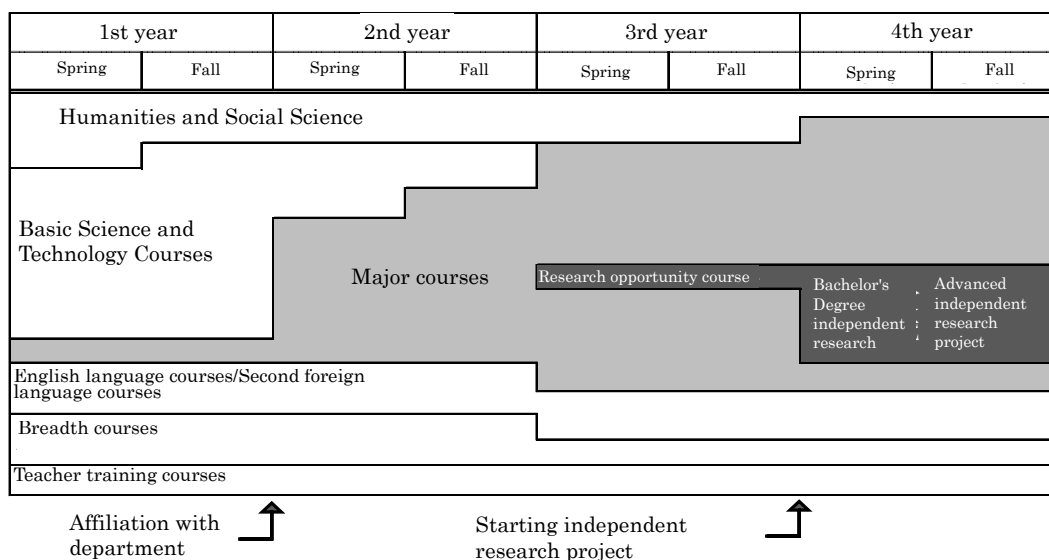 1st year 2nd year 3rd year 4th year
Spring Fall Spring Fall Spring Fall Spring Fall
Humanities and Social Science
Basic Science and
Technology Courses
Major courses
Research opportunity course
Bachelor's
Degree
independent
research
Advanced
independent
research
project
English language courses/Second foreign
language courses
Breadth courses
Teacher training courses
Affiliation with
department
Starting independent
research project